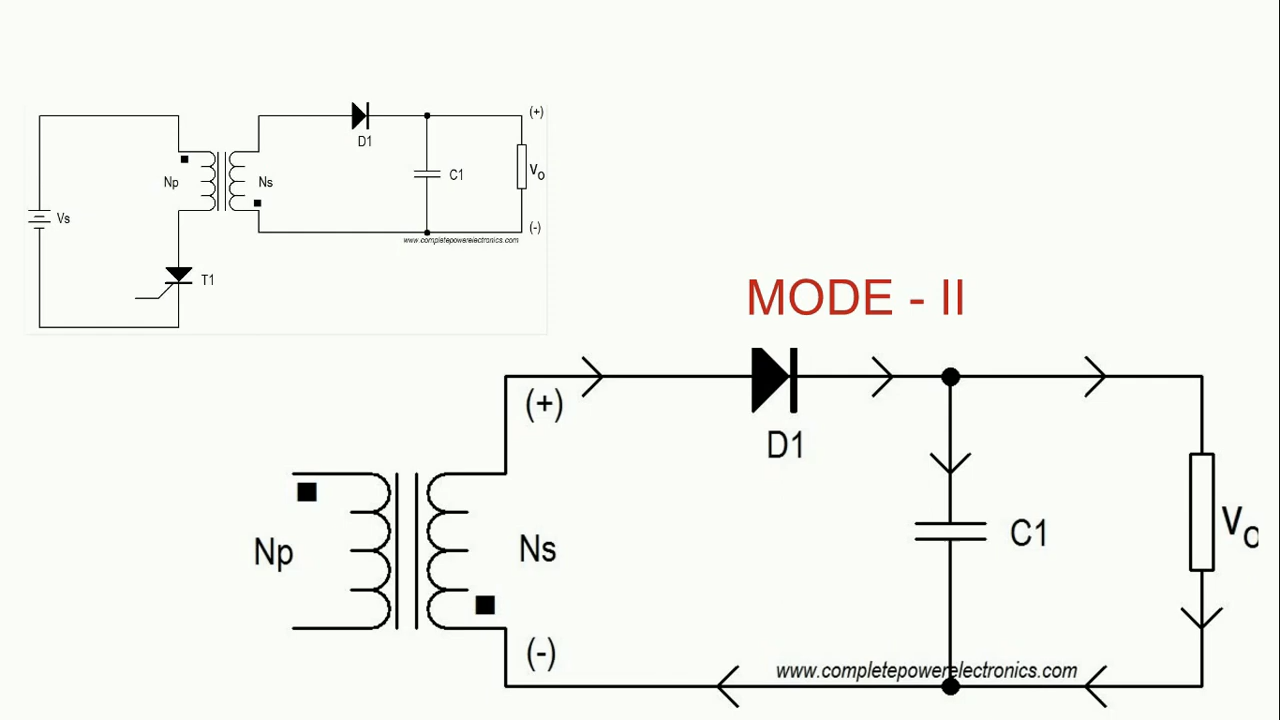 (+)
D1
Np
Ns
C1
Vo
Vs
(-)
www.completepowerelectronics.com
T1
MODE - II
(+)
D1
Np
Ns
C1
Vo
(-)
www.completepowerelectronics.com